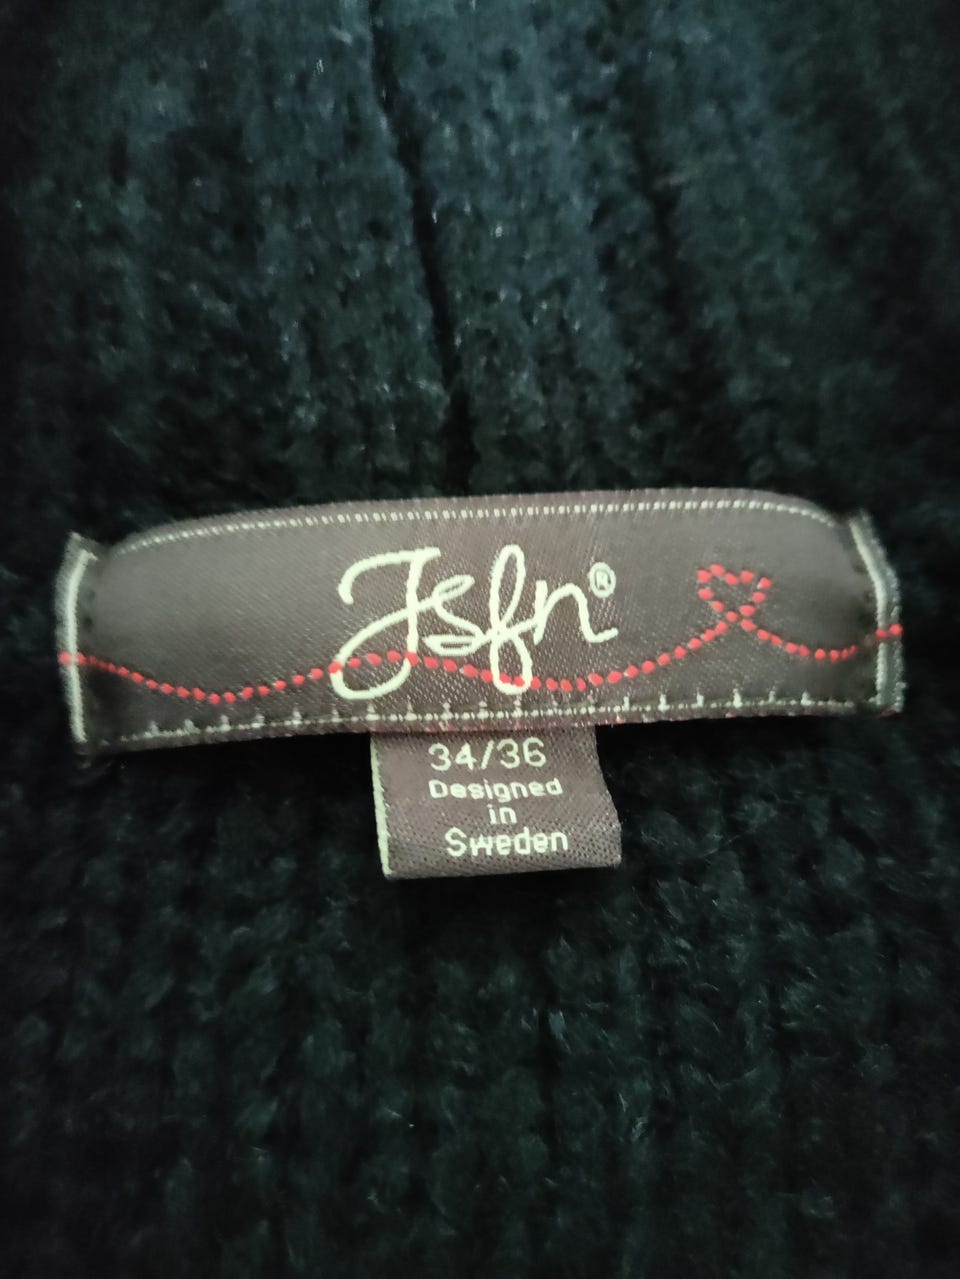 Jsfn®
34/36
Designed
in
Sweden